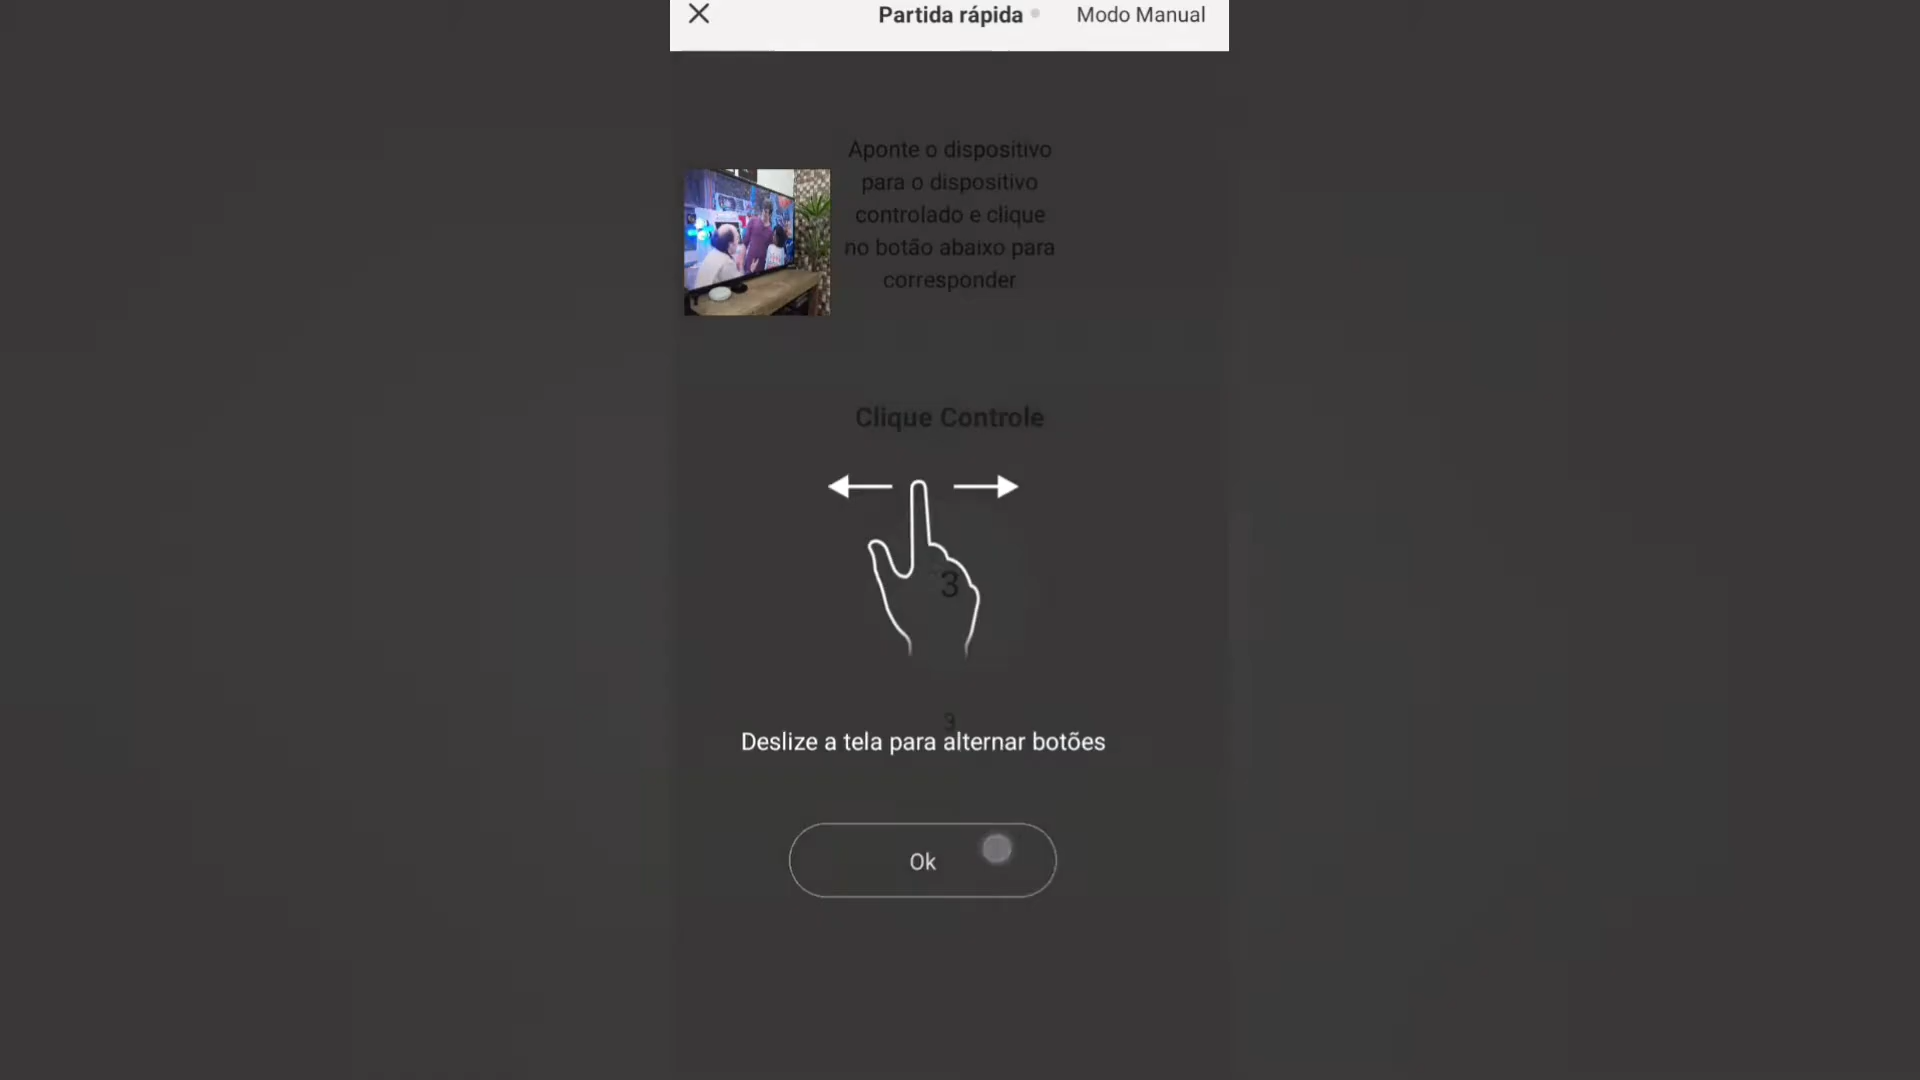 Partida rápida
Modo Manual
Aponte o dispositivo
para o dispositivo
controlado e clique
no botão abaixo para
corresponder
Clique Controle
3
3
Deslize a tela para alternar botões
Ok